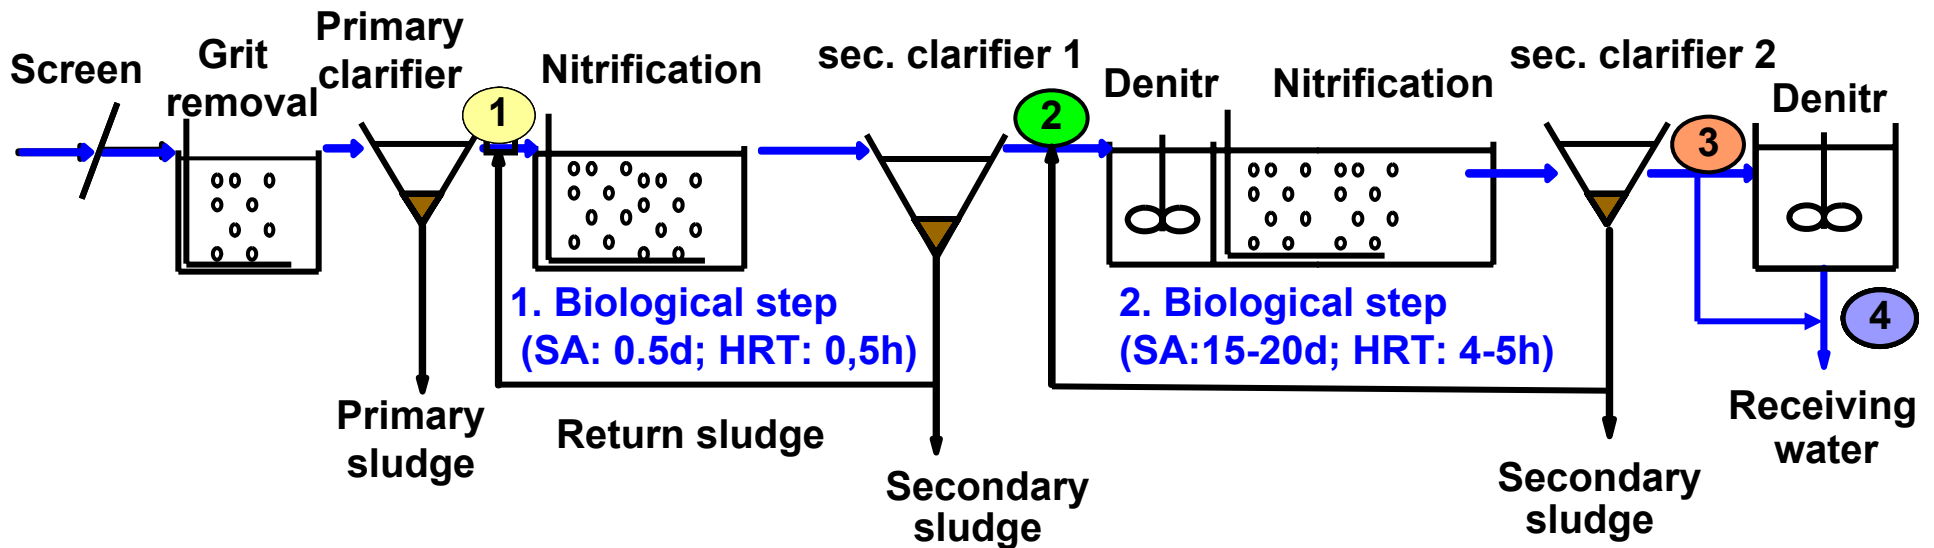 Screen
Grit
removal
Primary
clarifier
1
Nitrification
sec. clarifier 1
2
Denitr
Nitrification
sec. clarifier 2
3
Denitr
4
1. Biological step
(SA: 0.5d; HRT: 0,5h)
2. Biological step
(SA:15-20d; HRT: 4-5h)
Primary
sludge
Return sludge
Secondary
sludge
Secondary
sludge
Receiving
water